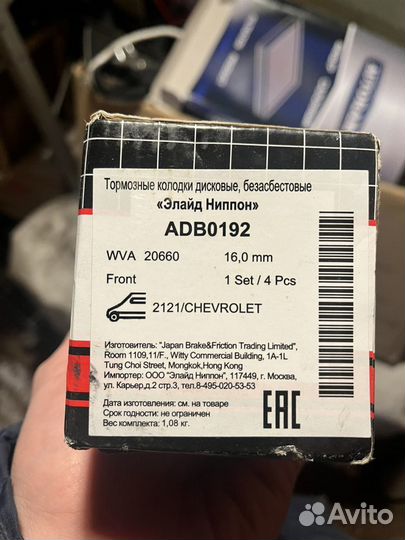 Тормозные колодки дисковые, безасбестовые
«Элайд Ниппон»
ADB0192
WVA 20660 16,0 mm
Front 1 Set / 4 Pcs
2121/CHEVROLET
Изготовитель: "Japan Brake&Friction Trading Limited",
Room 1109,11/F., Witty Commercial Building, 1A-1L
Tung Choi Street, Mongkok,Hong Kong
Импортер: ООО "Элайд Ниппон", 117449, г. Москва,
ул. Карьер,д.2 стр.3, тел.8-495-020-53-53
Дата изготовления: см. на товаре
Срок годности: не ограничен
Вес комплекта: 1,08 кг.
EAC
Avito